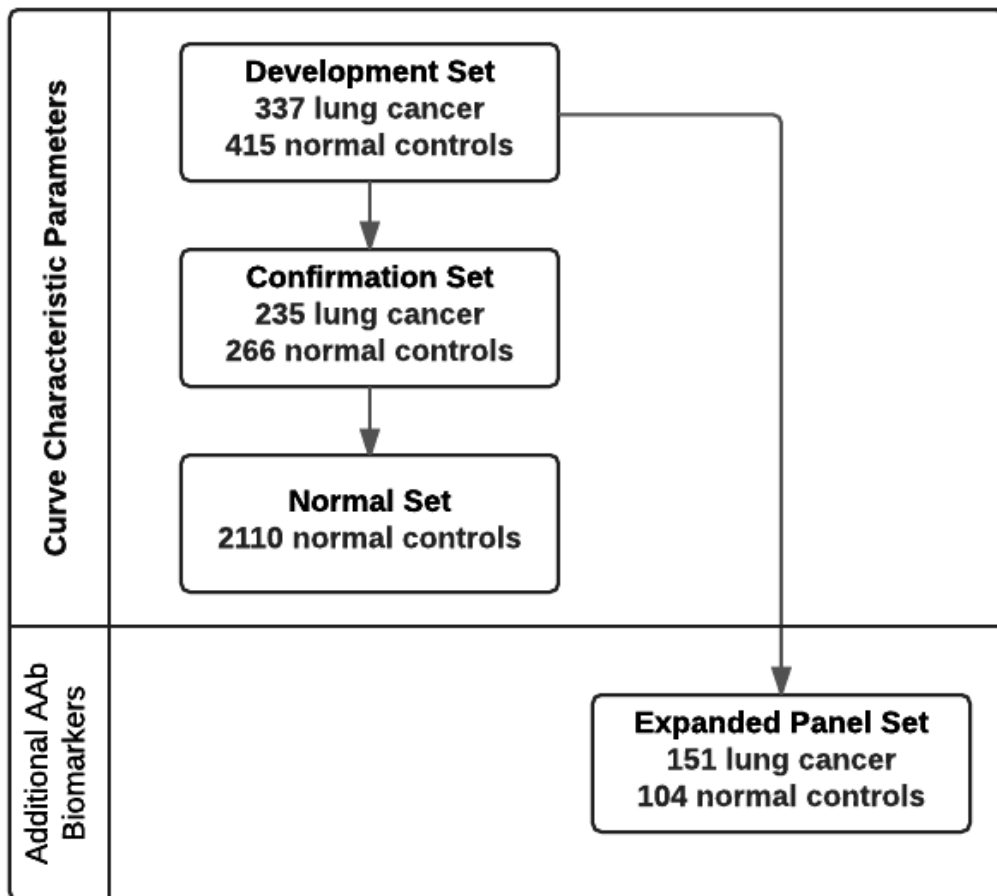 Curve Characteristic Parameters
Development Set
337 lung cancer
415 normal controls
Confirmation Set
235 lung cancer
266 normal controls
Normal Set
2110 normal controls
Additional AAb
Biomarkers
Expanded Panel Set
151 lung cancer
104 normal controls